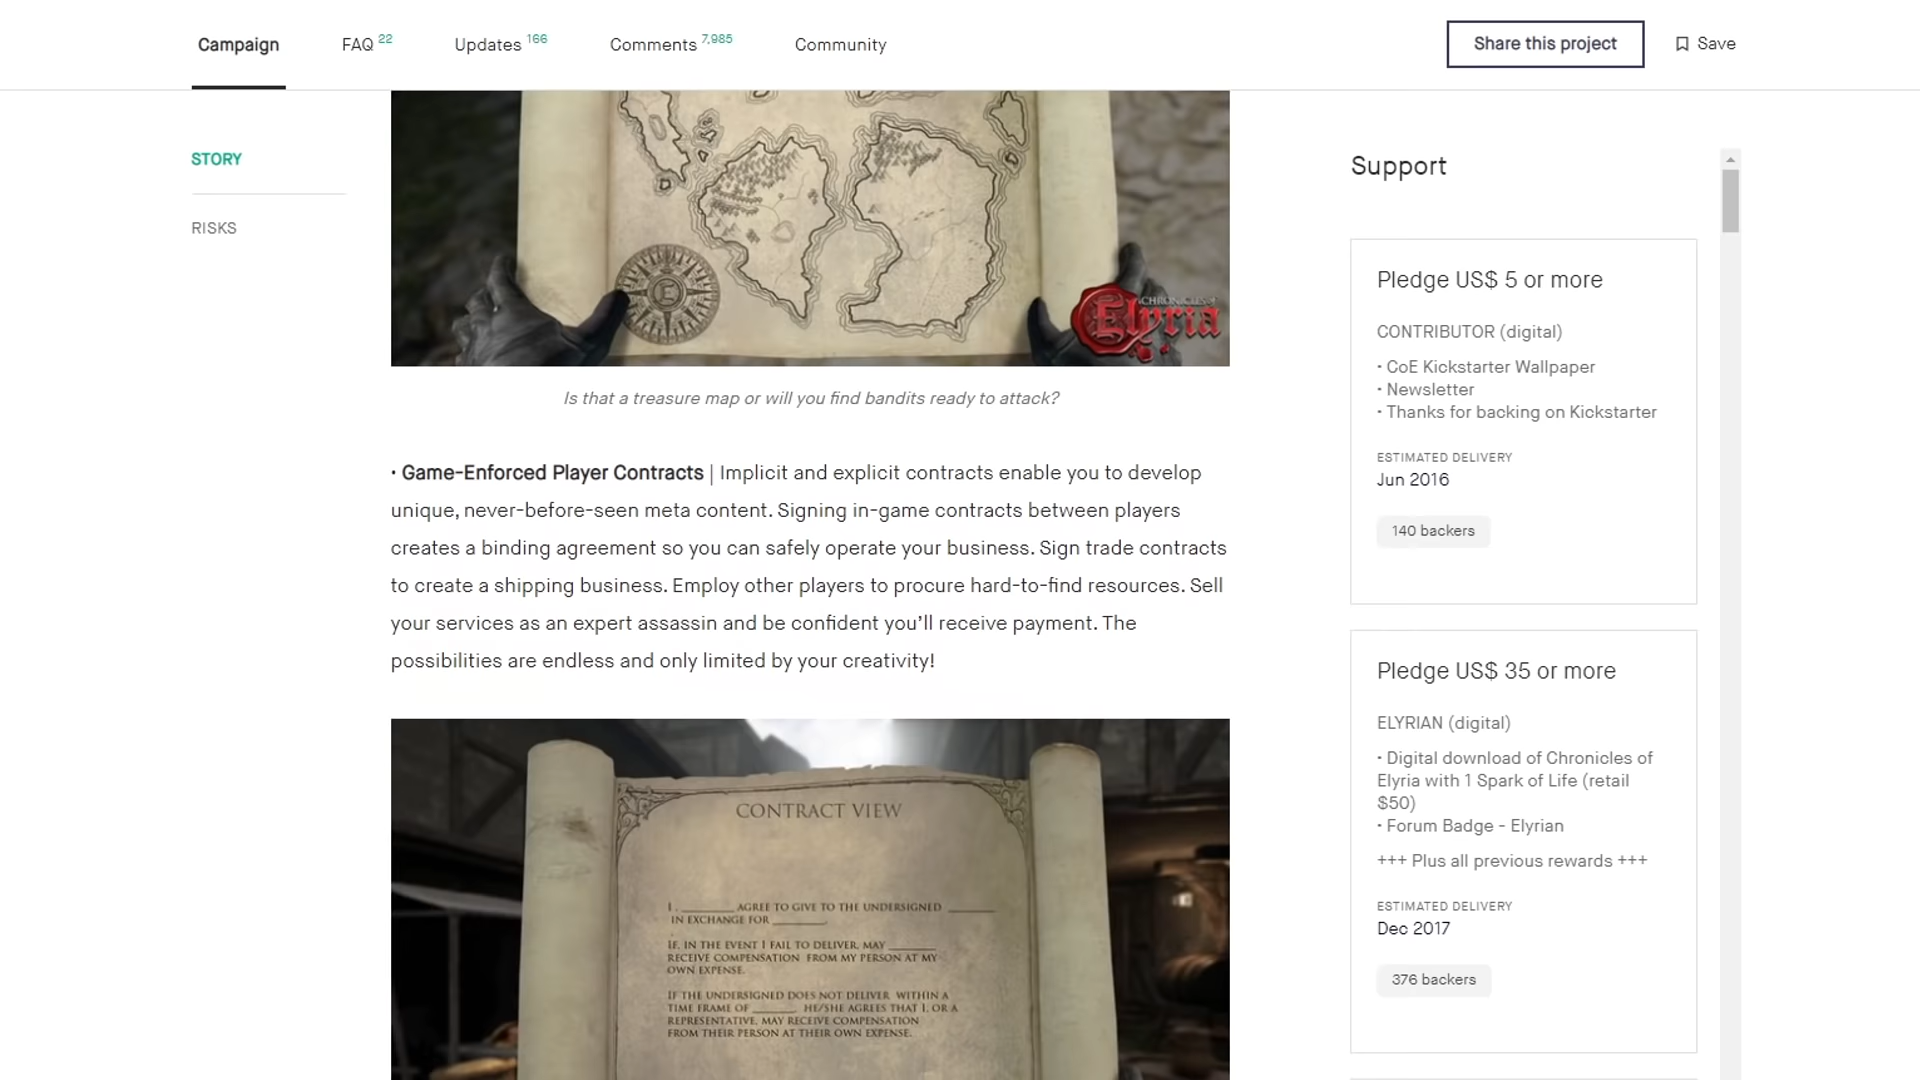 Campaign
FAQ 22
Updates 166
Comments 7,985
Community
Share this project
Save
STORY
RISKS
CHRONICLES OF
Elyria
Is that a treasure map or will you find bandits ready to attack?
• Game-Enforced Player Contracts | Implicit and explicit contracts enable you to develop
unique, never-before-seen meta content. Signing in-game contracts between players
creates a binding agreement so you can safely operate your business. Sign trade contracts
to create a shipping business. Employ other players to procure hard-to-find resources. Sell
your services as an expert assassin and be confident you’ll receive payment. The
possibilities are endless and only limited by your creativity!
CONTRACT VIEW
I , ________ AGREE TO GIVE TO THE UNDERSIGNED ________
IN EXCHANGE FOR ________.
IF, IN THE EVENT I FAIL TO DELIVER, MAY ________
RECEIVE COMPENSATION FROM MY PERSON AT MY
OWN EXPENSE.
IF THE UNDERSIGNED DOES NOT DELIVER WITHIN A
TIME FRAME OF ________ HE/SHE AGREES THAT I, OR A
REPRESENTATIVE, MAY RECEIVE COMPENSATION
FROM THEIR PERSON AT THEIR OWN EXPENSE.
Support
Pledge US$ 5 or more
CONTRIBUTOR (digital)
• CoE Kickstarter Wallpaper
• Newsletter
• Thanks for backing on Kickstarter
ESTIMATED DELIVERY
Jun 2016
140 backers
Pledge US$ 35 or more
ELYRIAN (digital)
• Digital download of Chronicles of
Elyria with 1 Spark of Life (retail
$50)
• Forum Badge - Elyrian
+++ Plus all previous rewards +++
ESTIMATED DELIVERY
Dec 2017
376 backers